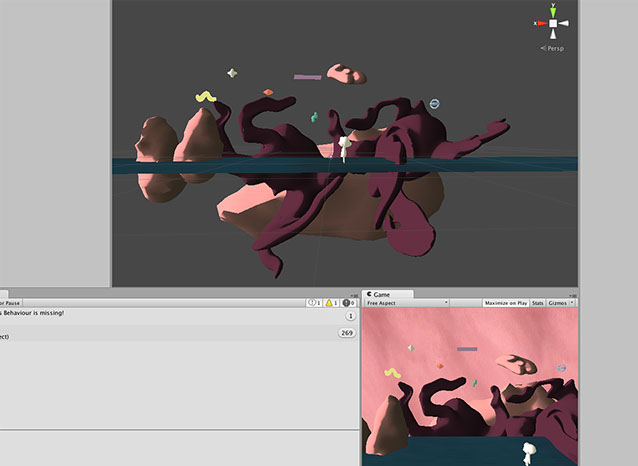 y
x
Persp
or Pause
1
1
0
s Behaviour is missing!
1
269
ect)
Game
Free Aspect
Maximize on Play
Stats
Gizmos